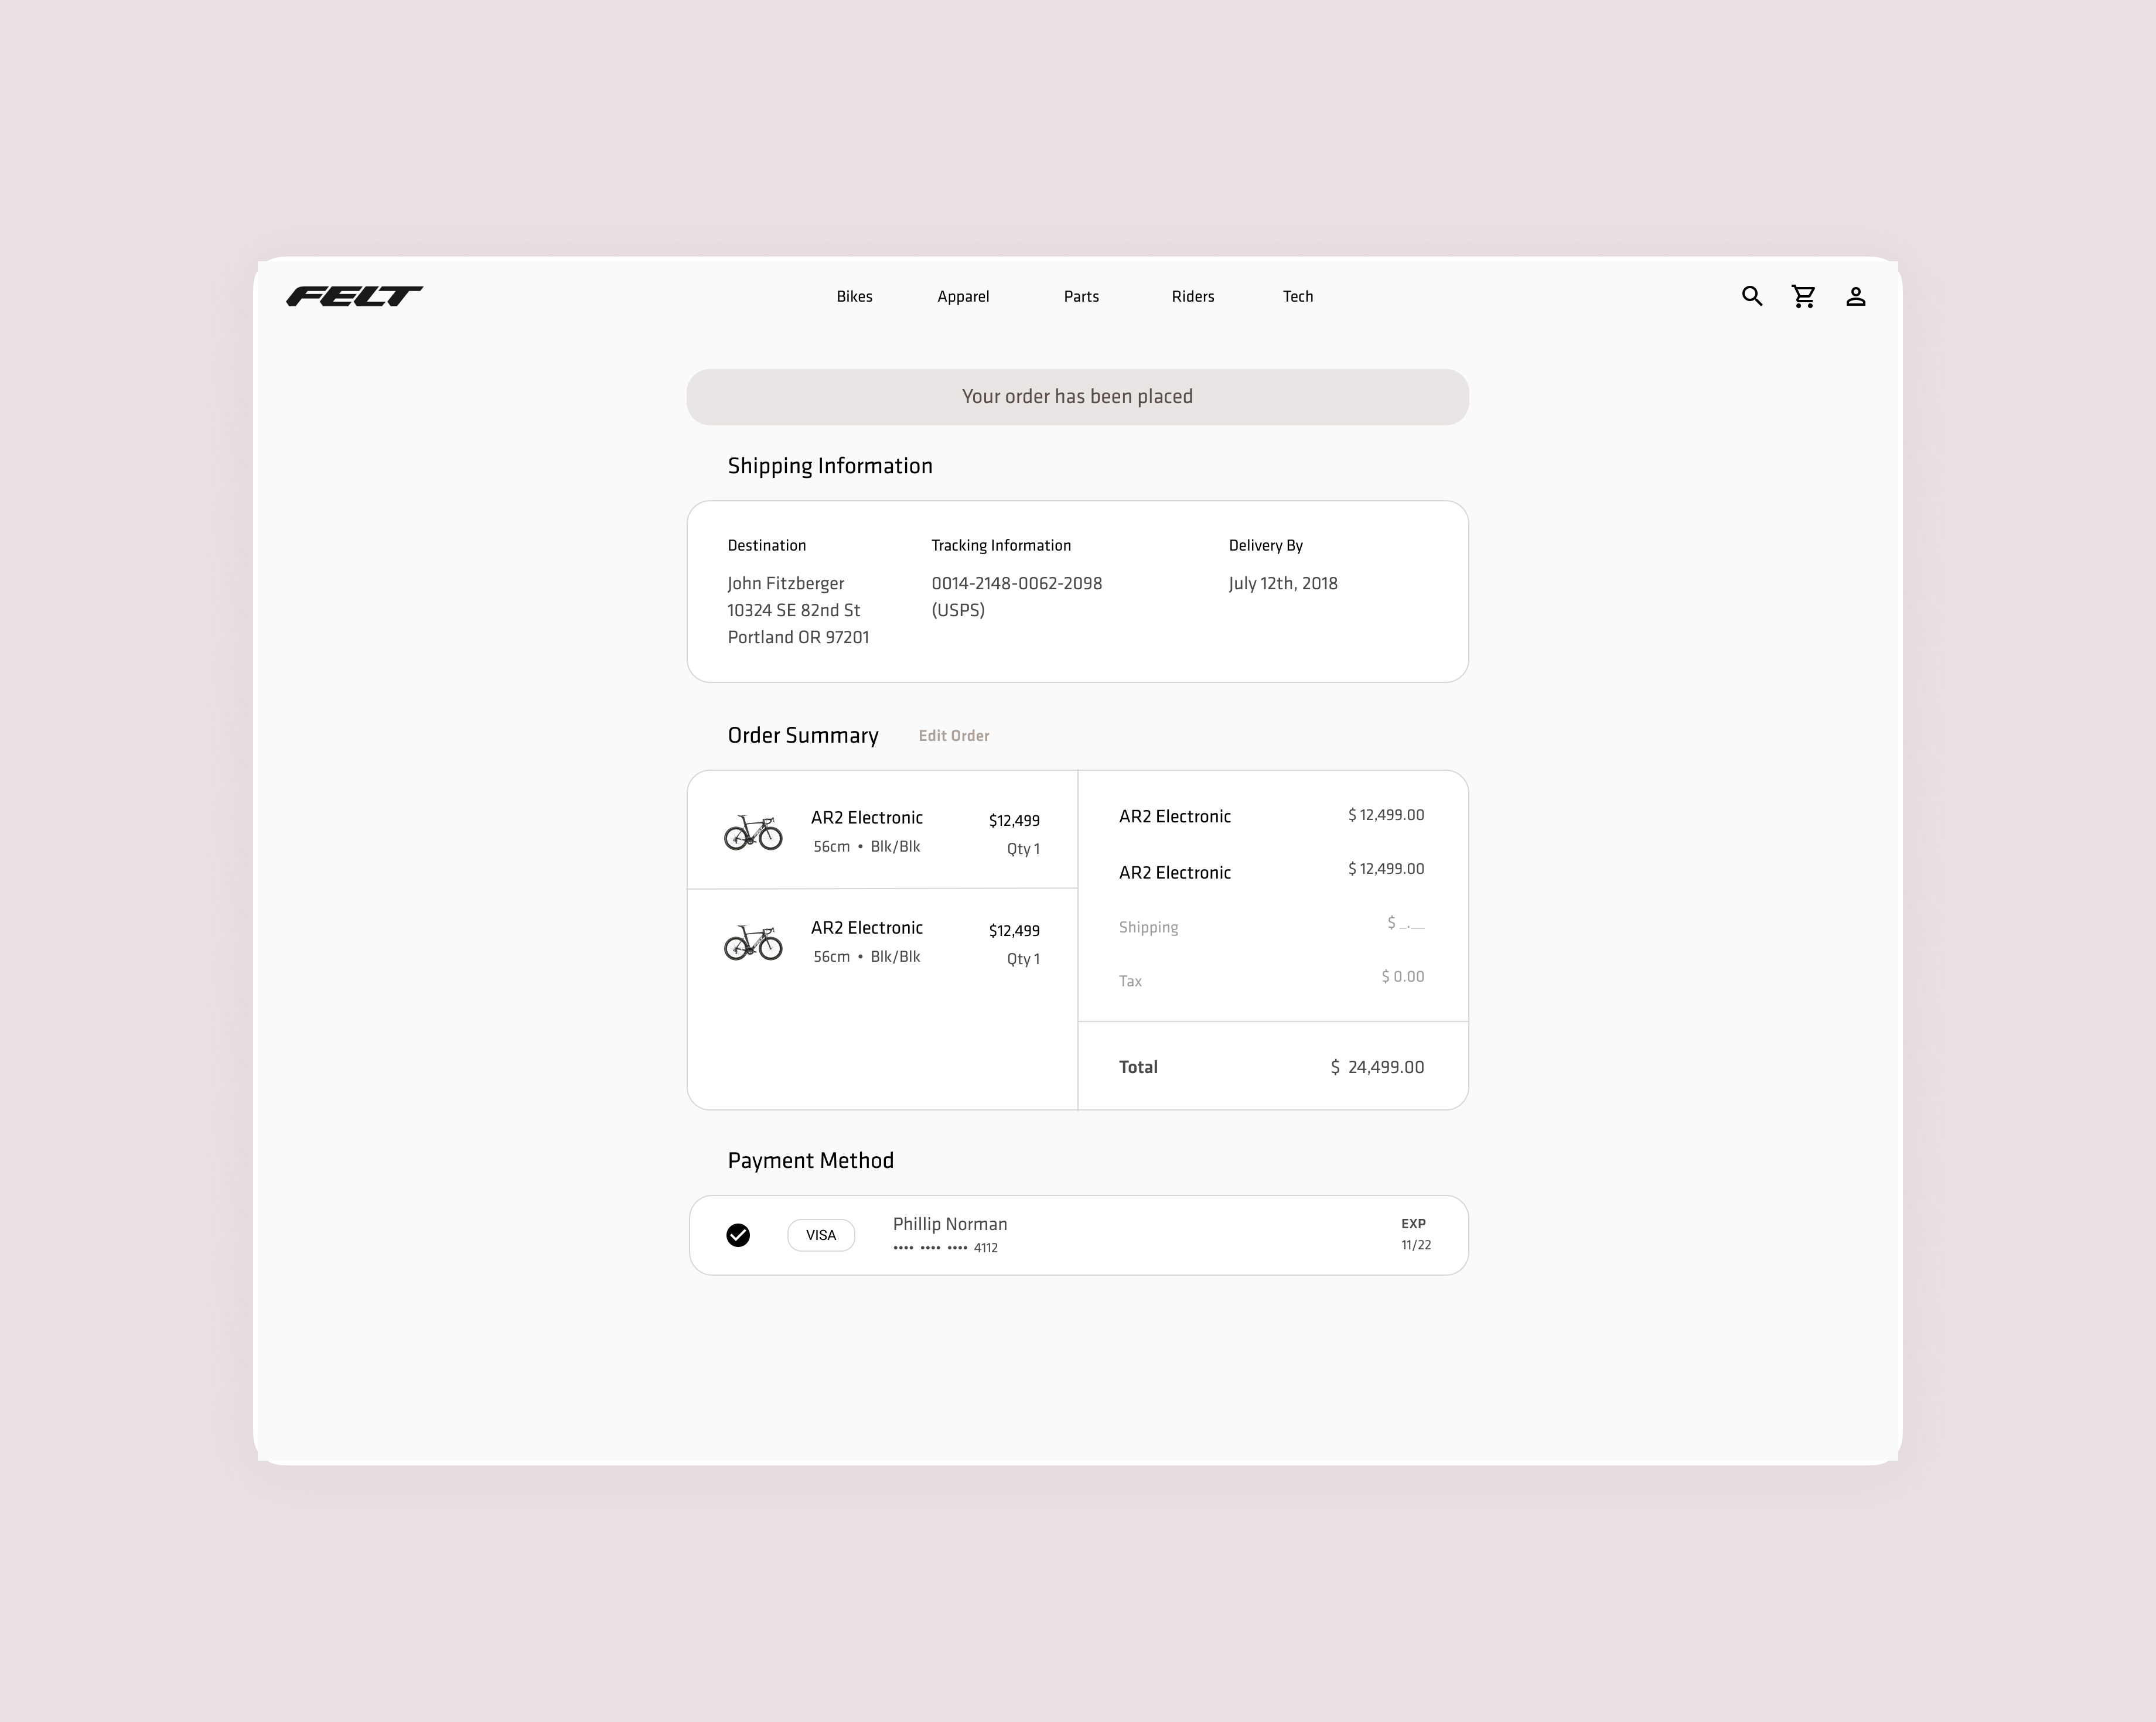 FELT
Bikes
Apparel
Parts
Riders
Tech
Your order has been placed
Shipping Information
Destination
John Fitzberger
10324 SE 82nd St
Portland OR 97201
Tracking Information
0014-2148-0062-2098
(USPS)
Delivery By
July 12th, 2018
Order Summary
Edit Order
AR2 Electronic
$12,499
56cm • Blk/Blk
Qty 1
AR2 Electronic
$12,499
56cm • Blk/Blk
Qty 1
AR2 Electronic
$ 12,499.00
AR2 Electronic
$ 12,499.00
Shipping
$ _.__
Tax
$ 0.00
Total
$ 24,499.00
Payment Method
VISA
Phillip Norman
•••• •••• •••• 4112
EXP
11/22